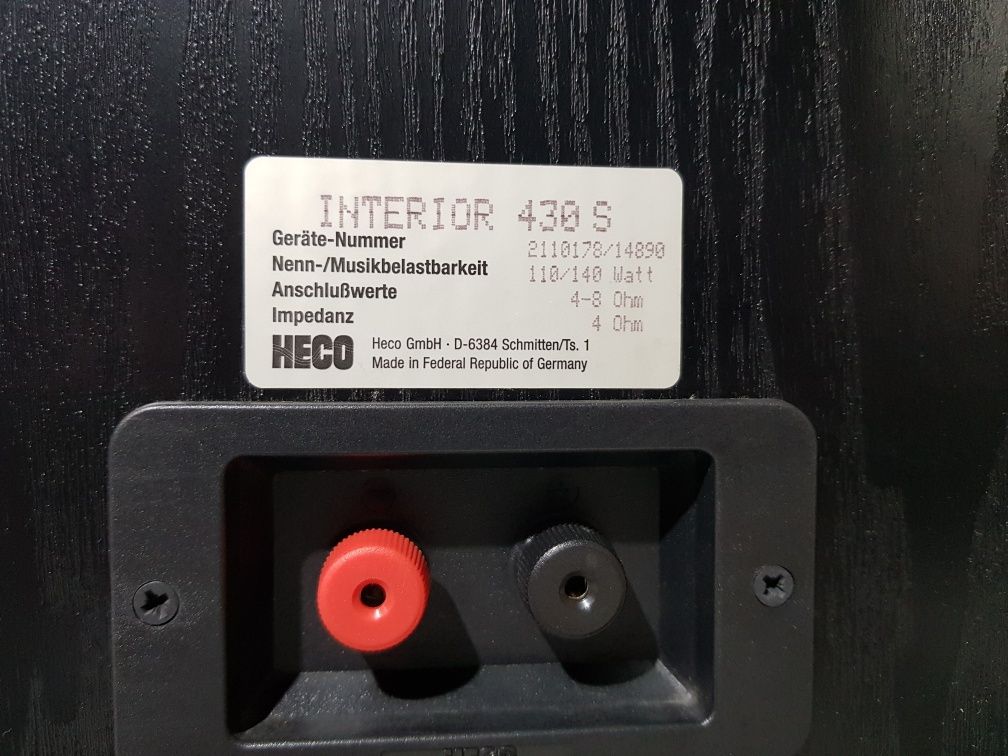 INTERIOR 430 S
Geräte-Nummer 2110178/14890
Nenn-/Musikbelastbarkeit 110/140 Watt
Anschlußwerte 4-8 Ohm
Impedanz 4 Ohm
HECO Heco GmbH · D-6384 Schmitten/Ts. 1
Made in Federal Republic of Germany